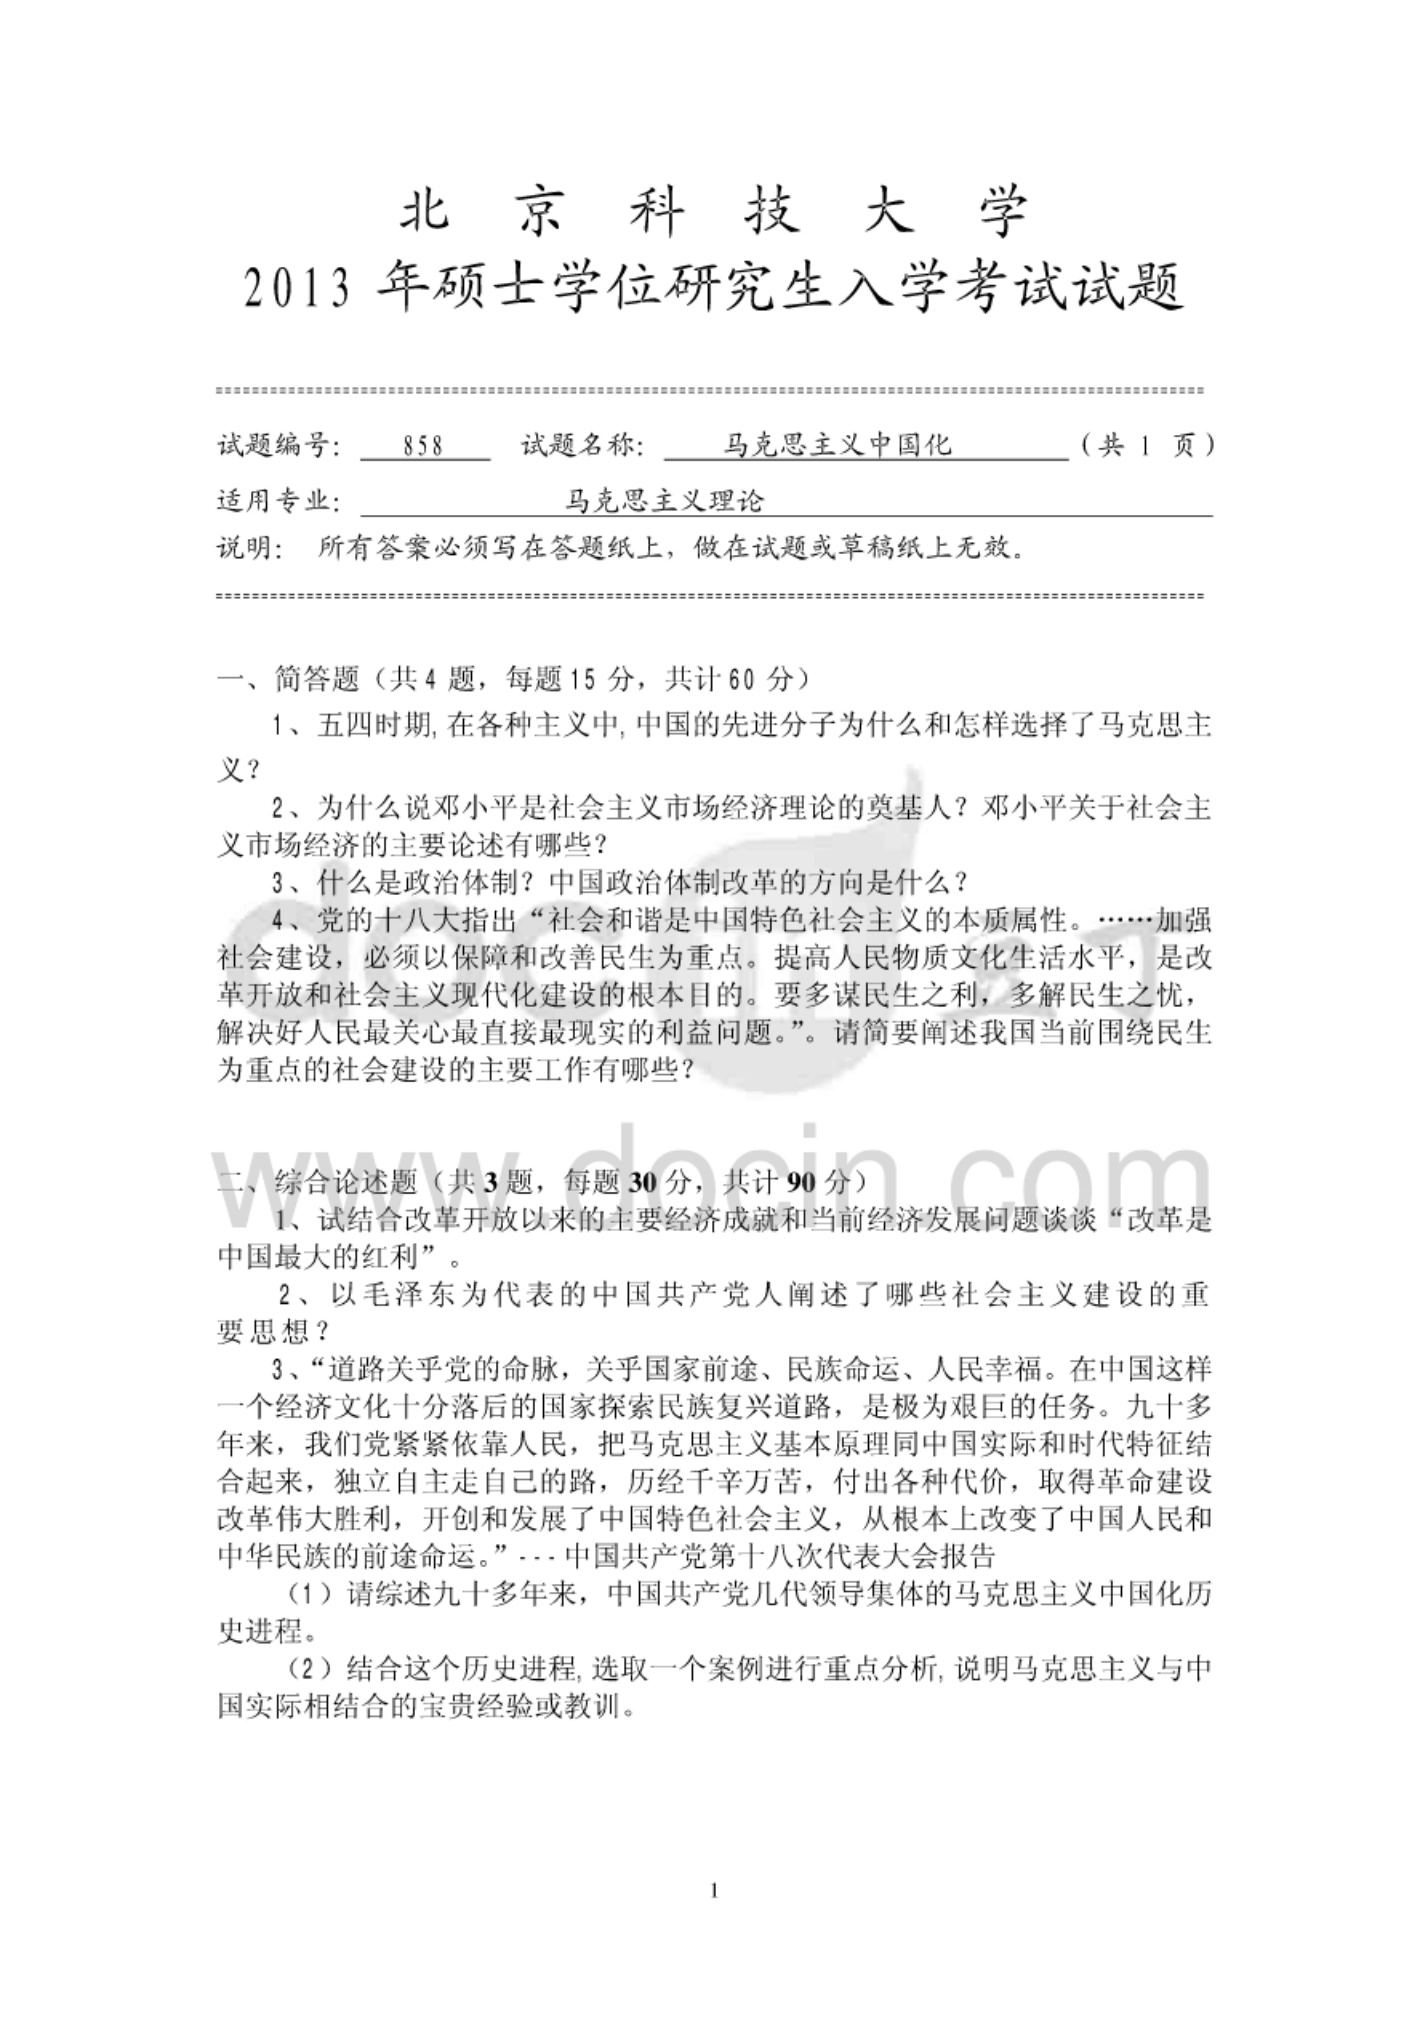 北京科技大学
2013 年硕士学位研究生入学考试试题
试题编号： 858 试题名称： 马克思主义中国化 （共 1 页）
适用专业： 马克思主义理论
说明： 所有答案必须写在答题纸上，做在试题或草稿纸上无效。
一、简答题（共4 题，每题15 分，共计60 分）
1、五四时期,在各种主义中,中国的先进分子为什么和怎样选择了马克思主
义？
2、为什么说邓小平是社会主义市场经济理论的奠基人？邓小平关于社会主
义市场经济的主要论述有哪些？
3、什么是政治体制？中国政治体制改革的方向是什么？
4、党的十八大指出“社会和谐是中国特色社会主义的本质属性。……加强
社会建设，必须以保障和改善民生为重点。提高人民物质文化生活水平，是改
革开放和社会主义现代化建设的根本目的。要多谋民生之利，多解民生之忧，
解决好人民最关心最直接最现实的利益问题。”。请简要阐述我国当前围绕民生
为重点的社会建设的主要工作有哪些？
docin 豆丁
www.docin.com
二、综合论述题（共 3 题，每题 30 分，共计 90 分）
1、试结合改革开放以来的主要经济成就和当前经济发展问题谈谈“改革是
中国最大的红利”。
2、以毛泽东为代表的中国共产党人阐述了哪些社会主义建设的重
要思想？
3、“道路关乎党的命脉，关乎国家前途、民族命运、人民幸福。在中国这样
一个经济文化十分落后的国家探索民族复兴道路，是极为艰巨的任务。九十多
年来，我们党紧紧依靠人民，把马克思主义基本原理同中国实际和时代特征结
合起来，独立自主走自己的路，历经千辛万苦，付出各种代价，取得革命建设
改革伟大胜利，开创和发展了中国特色社会主义，从根本上改变了中国人民和
中华民族的前途命运。”---中国共产党第十八次代表大会报告
（1）请综述九十多年来，中国共产党几代领导集体的马克思主义中国化历
史进程。
（2）结合这个历史进程,选取一个案例进行重点分析,说明马克思主义与中
国实际相结合的宝贵经验或教训。
1